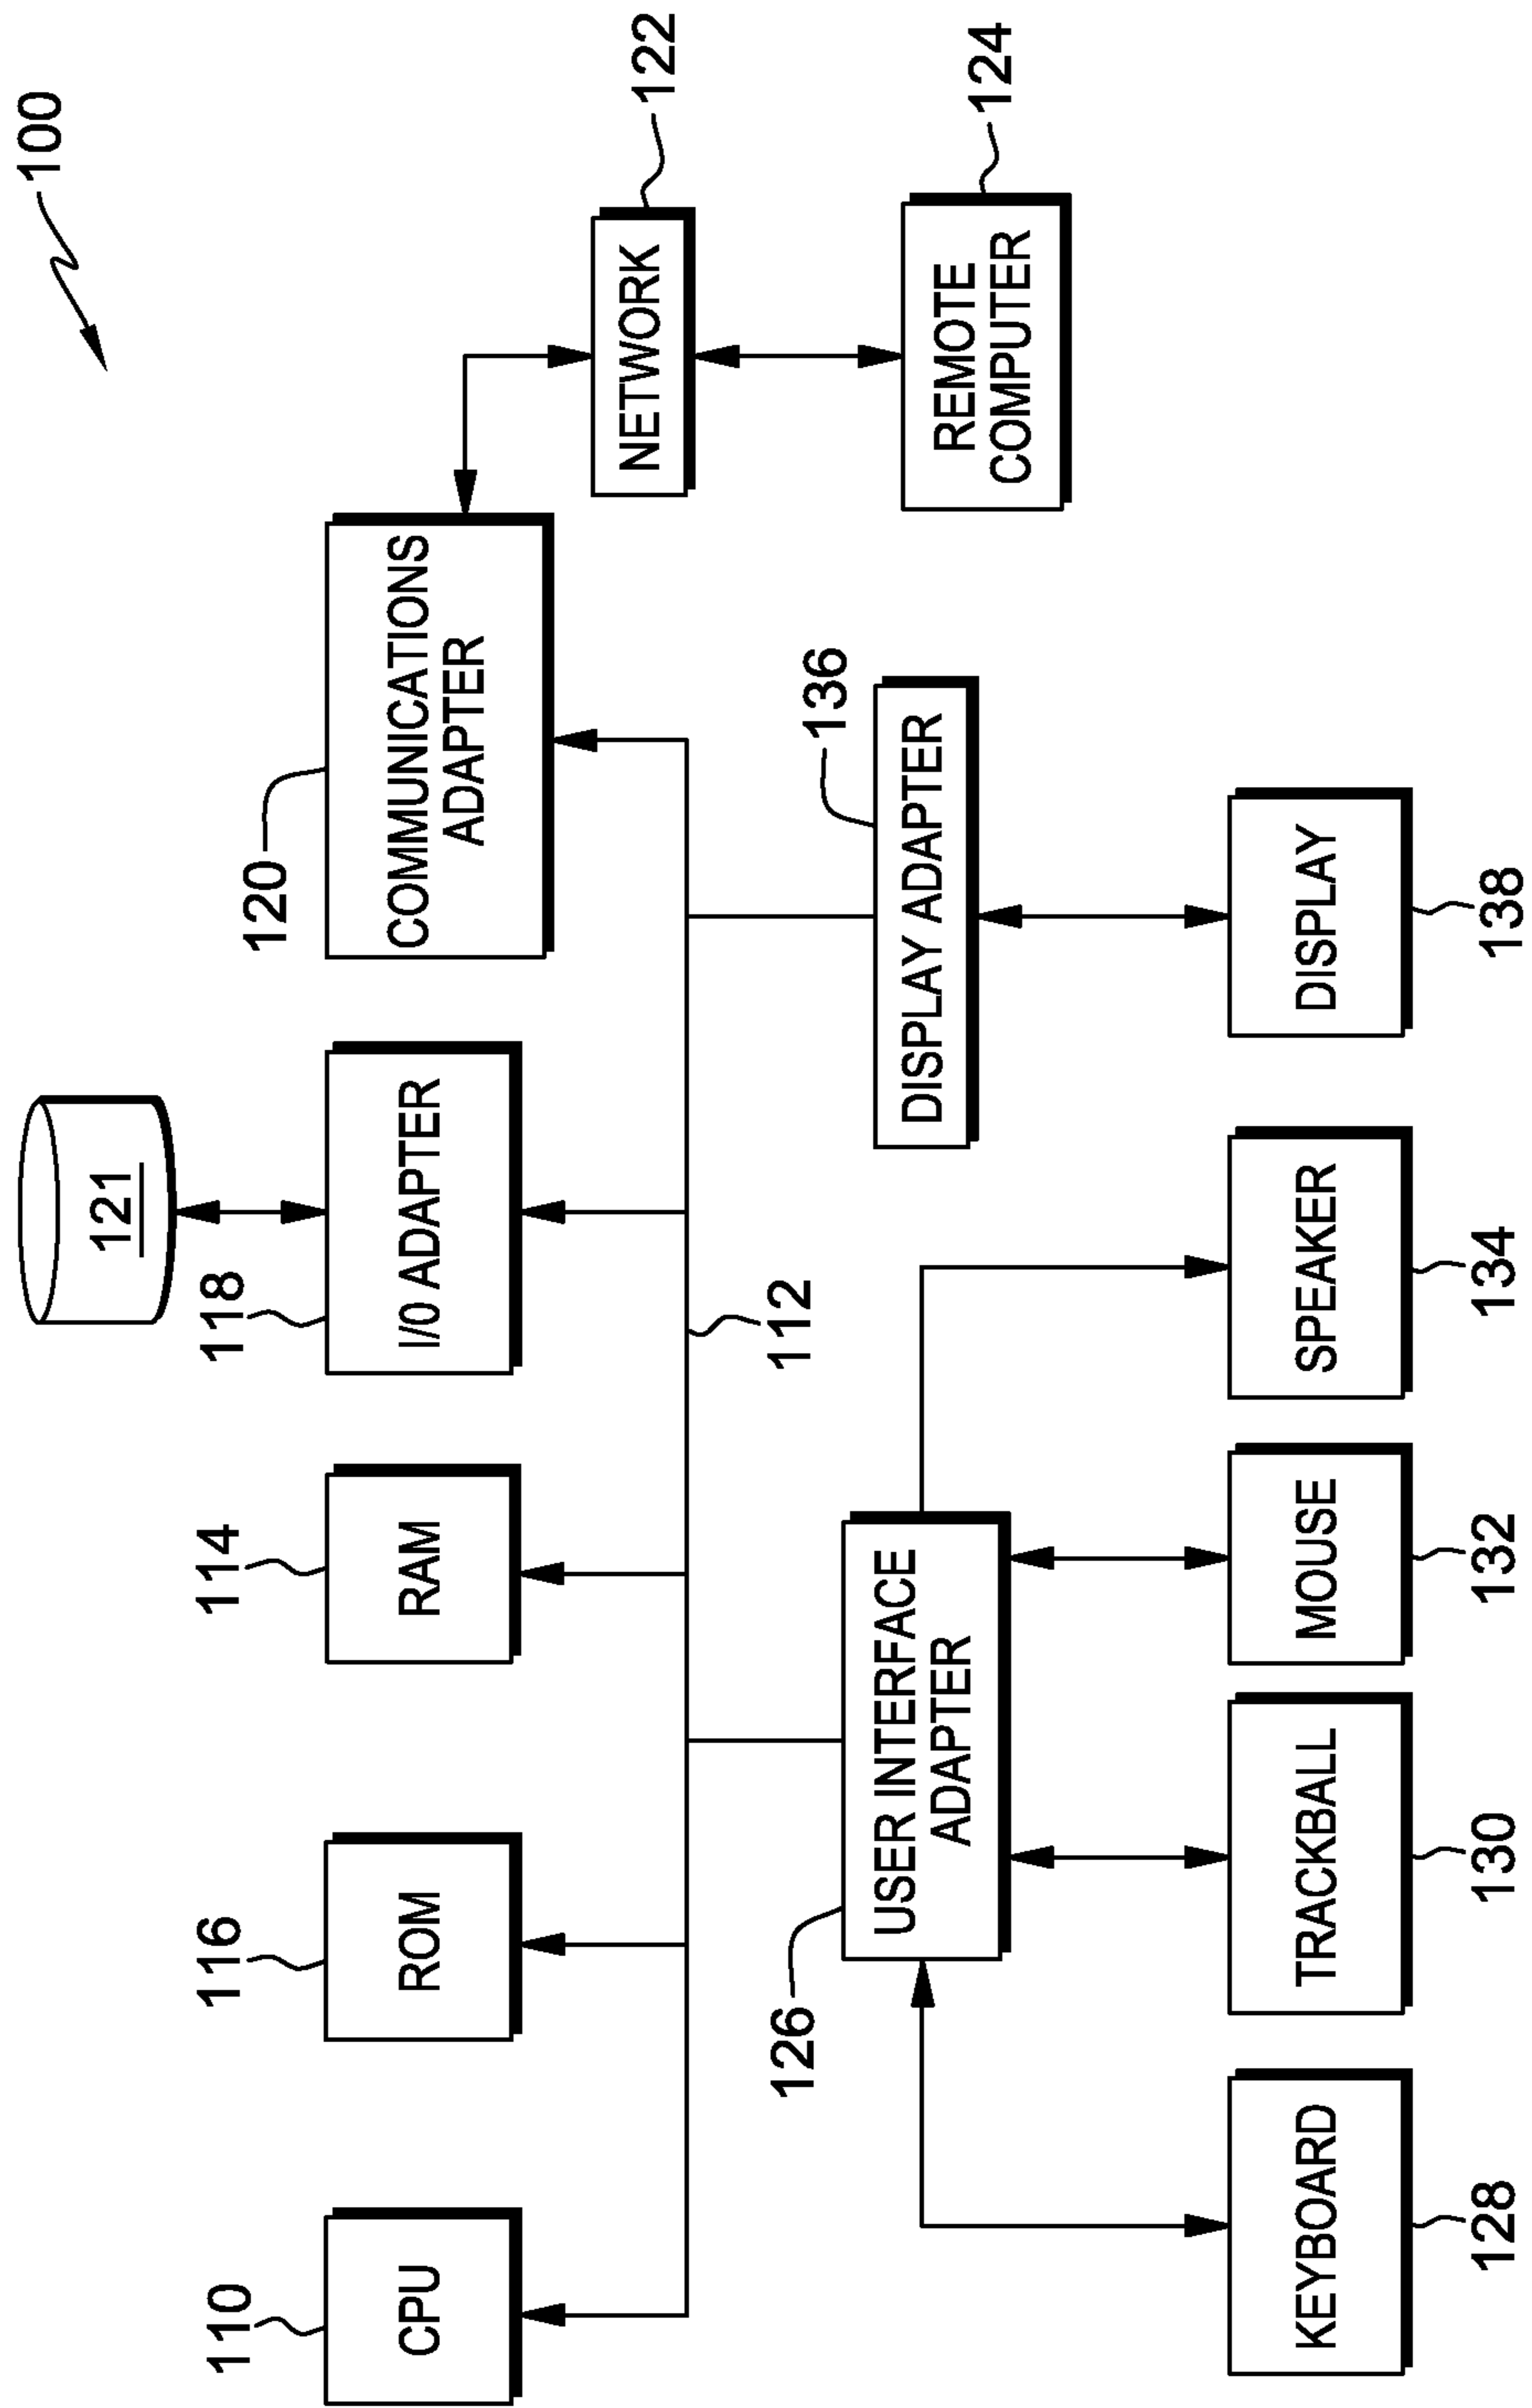 100
121
110
CPU
116
ROM
114
RAM
118
I/O ADAPTER
120
COMMUNICATIONS
ADAPTER
112
122
NETWORK
124
REMOTE
COMPUTER
126
USER INTERFACE
ADAPTER
136
DISPLAY ADAPTER
KEYBOARD
128
TRACKBALL
130
MOUSE
132
SPEAKER
134
DISPLAY
138